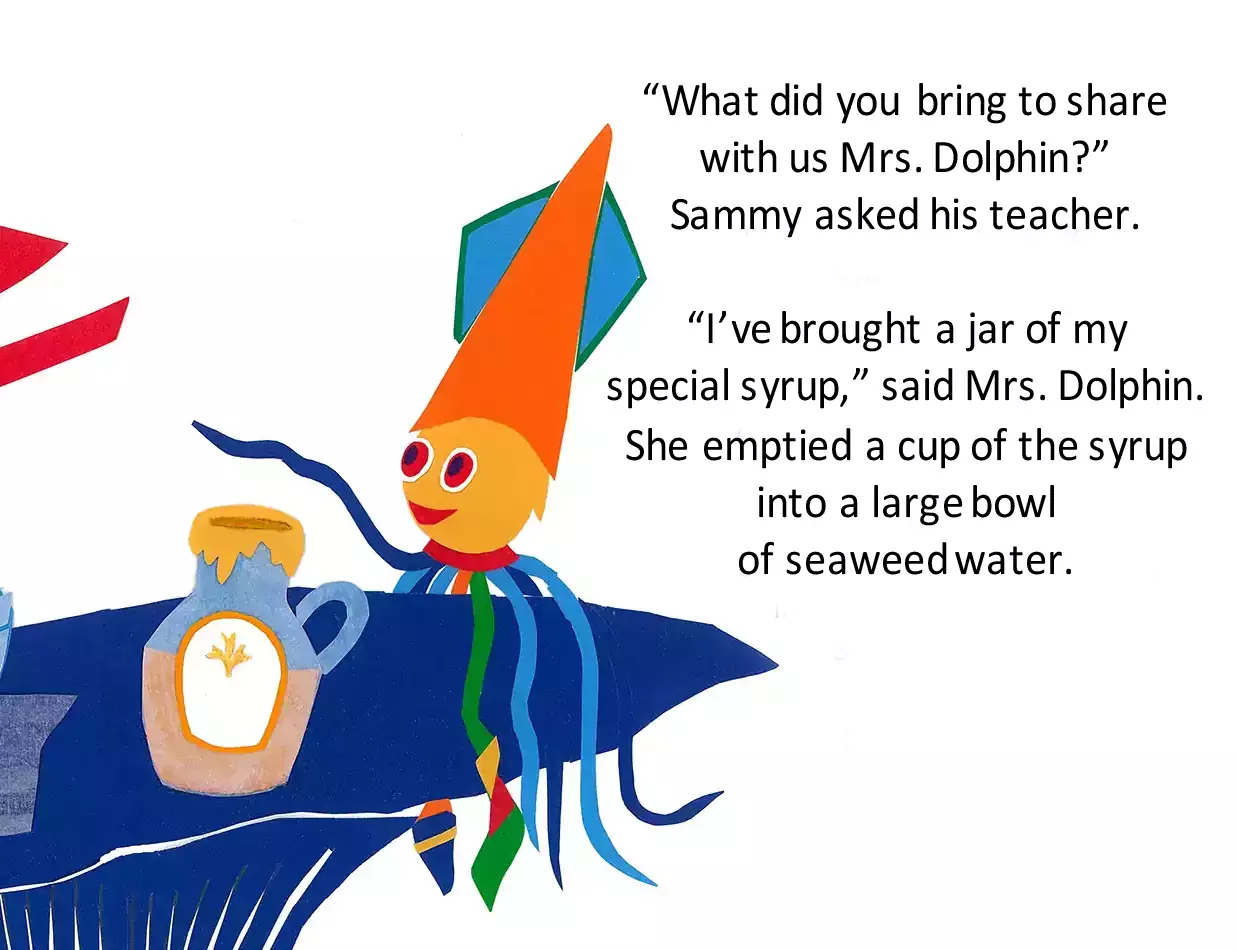 “What did you bring to share
with us Mrs. Dolphin?”
Sammy asked his teacher.
“I’ve brought a jar of my
special syrup,” said Mrs. Dolphin.
She emptied a cup of the syrup
into a large bowl
of seaweed water.